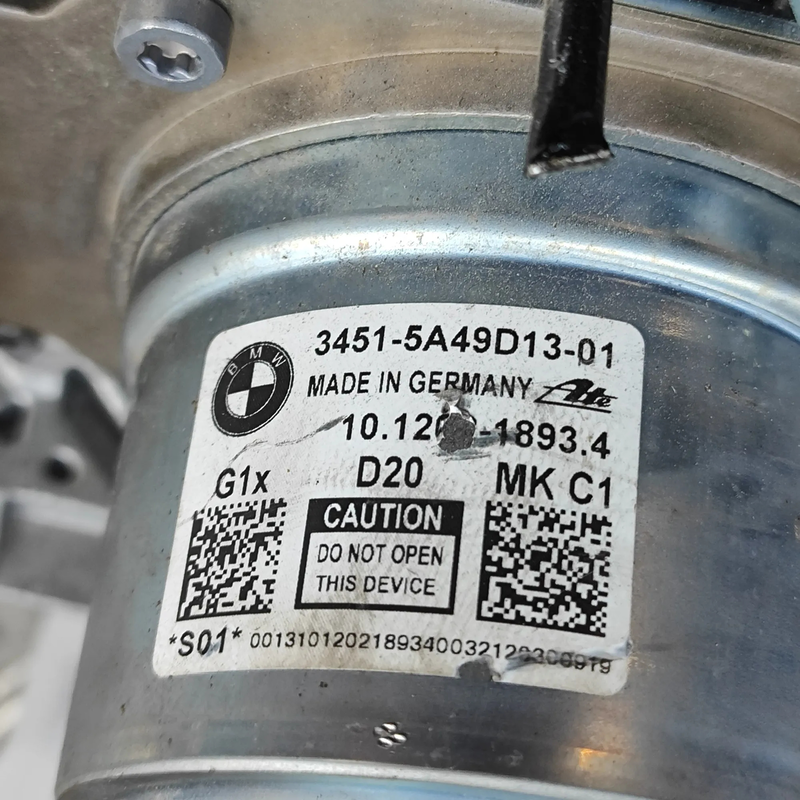 BMW
3451-5A49D13-01
MADE IN GERMANY Ate
G1x
D20
MK C1
CAUTION
DO NOT OPEN
THIS DEVICE
*S01*